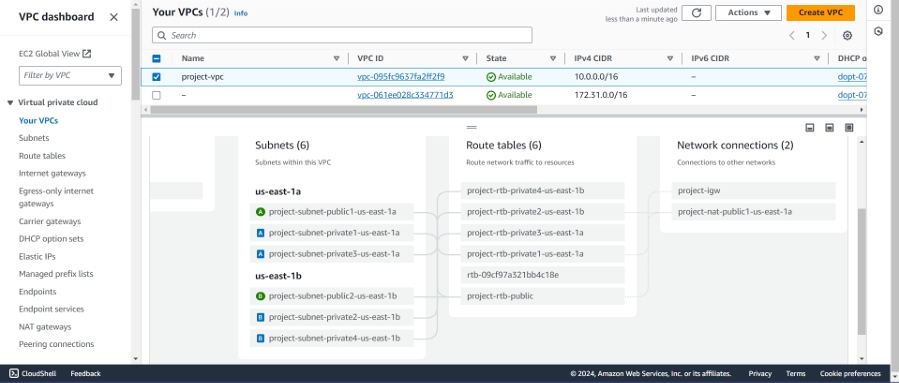 VPC dashboard
EC2 Global View
Filter by VPC
Virtual private cloud
Your VPCs
Subnets
Route tables
Internet gateways
Egress-only internet
gateways
Carrier gateways
DHCP option sets
Elastic IPs
Managed prefix lists
Endpoints
Endpoint services
NAT gateways
Peering connections
Your VPCs (1/2) Info
Last updated
less than a minute ago
Actions
Create VPC
Search
1
Name VPC ID State IPv4 CIDR IPv6 CIDR DHCP o
project-vpc vpc-095fc9637fa2ff2f9 Available 10.0.0.0/16 – dopt-07
– vpc-061ee028c334771d3 Available 172.31.0.0/16 – dopt-07
Subnets (6)
Subnets within this VPC
us-east-1a
A project-subnet-public1-us-east-1a
A project-subnet-private1-us-east-1a
A project-subnet-private3-us-east-1a
us-east-1b
B project-subnet-public2-us-east-1b
B project-subnet-private2-us-east-1b
B project-subnet-private4-us-east-1b
Route tables (6)
Route network traffic to resources
project-rtb-private4-us-east-1b
project-rtb-private2-us-east-1b
project-rtb-private3-us-east-1a
project-rtb-private1-us-east-1a
rtb-09cf97a321bb4c18e
project-rtb-public
Network connections (2)
Connections to other networks
project-igw
project-nat-public1-us-east-1a
CloudShell Feedback
© 2024, Amazon Web Services, Inc. or its affiliates. Privacy Terms Cookie preferences